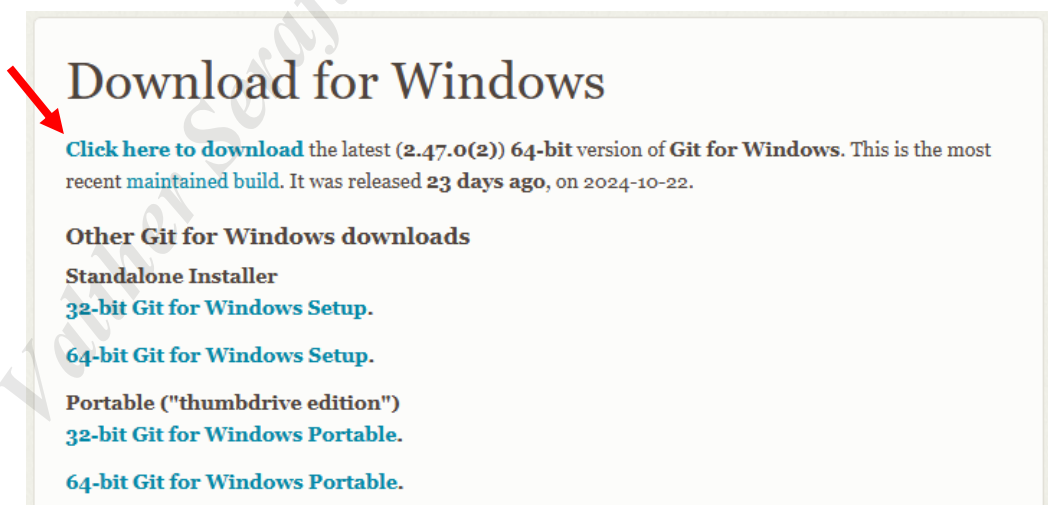 Download for Windows
Click here to download the latest (2.47.0(2)) 64-bit version of Git for Windows. This is the most
recent maintained build. It was released 23 days ago, on 2024-10-22.
Other Git for Windows downloads
Standalone Installer
32-bit Git for Windows Setup.
64-bit Git for Windows Setup.
Portable ("thumbdrive edition")
32-bit Git for Windows Portable.
64-bit Git for Windows Portable.